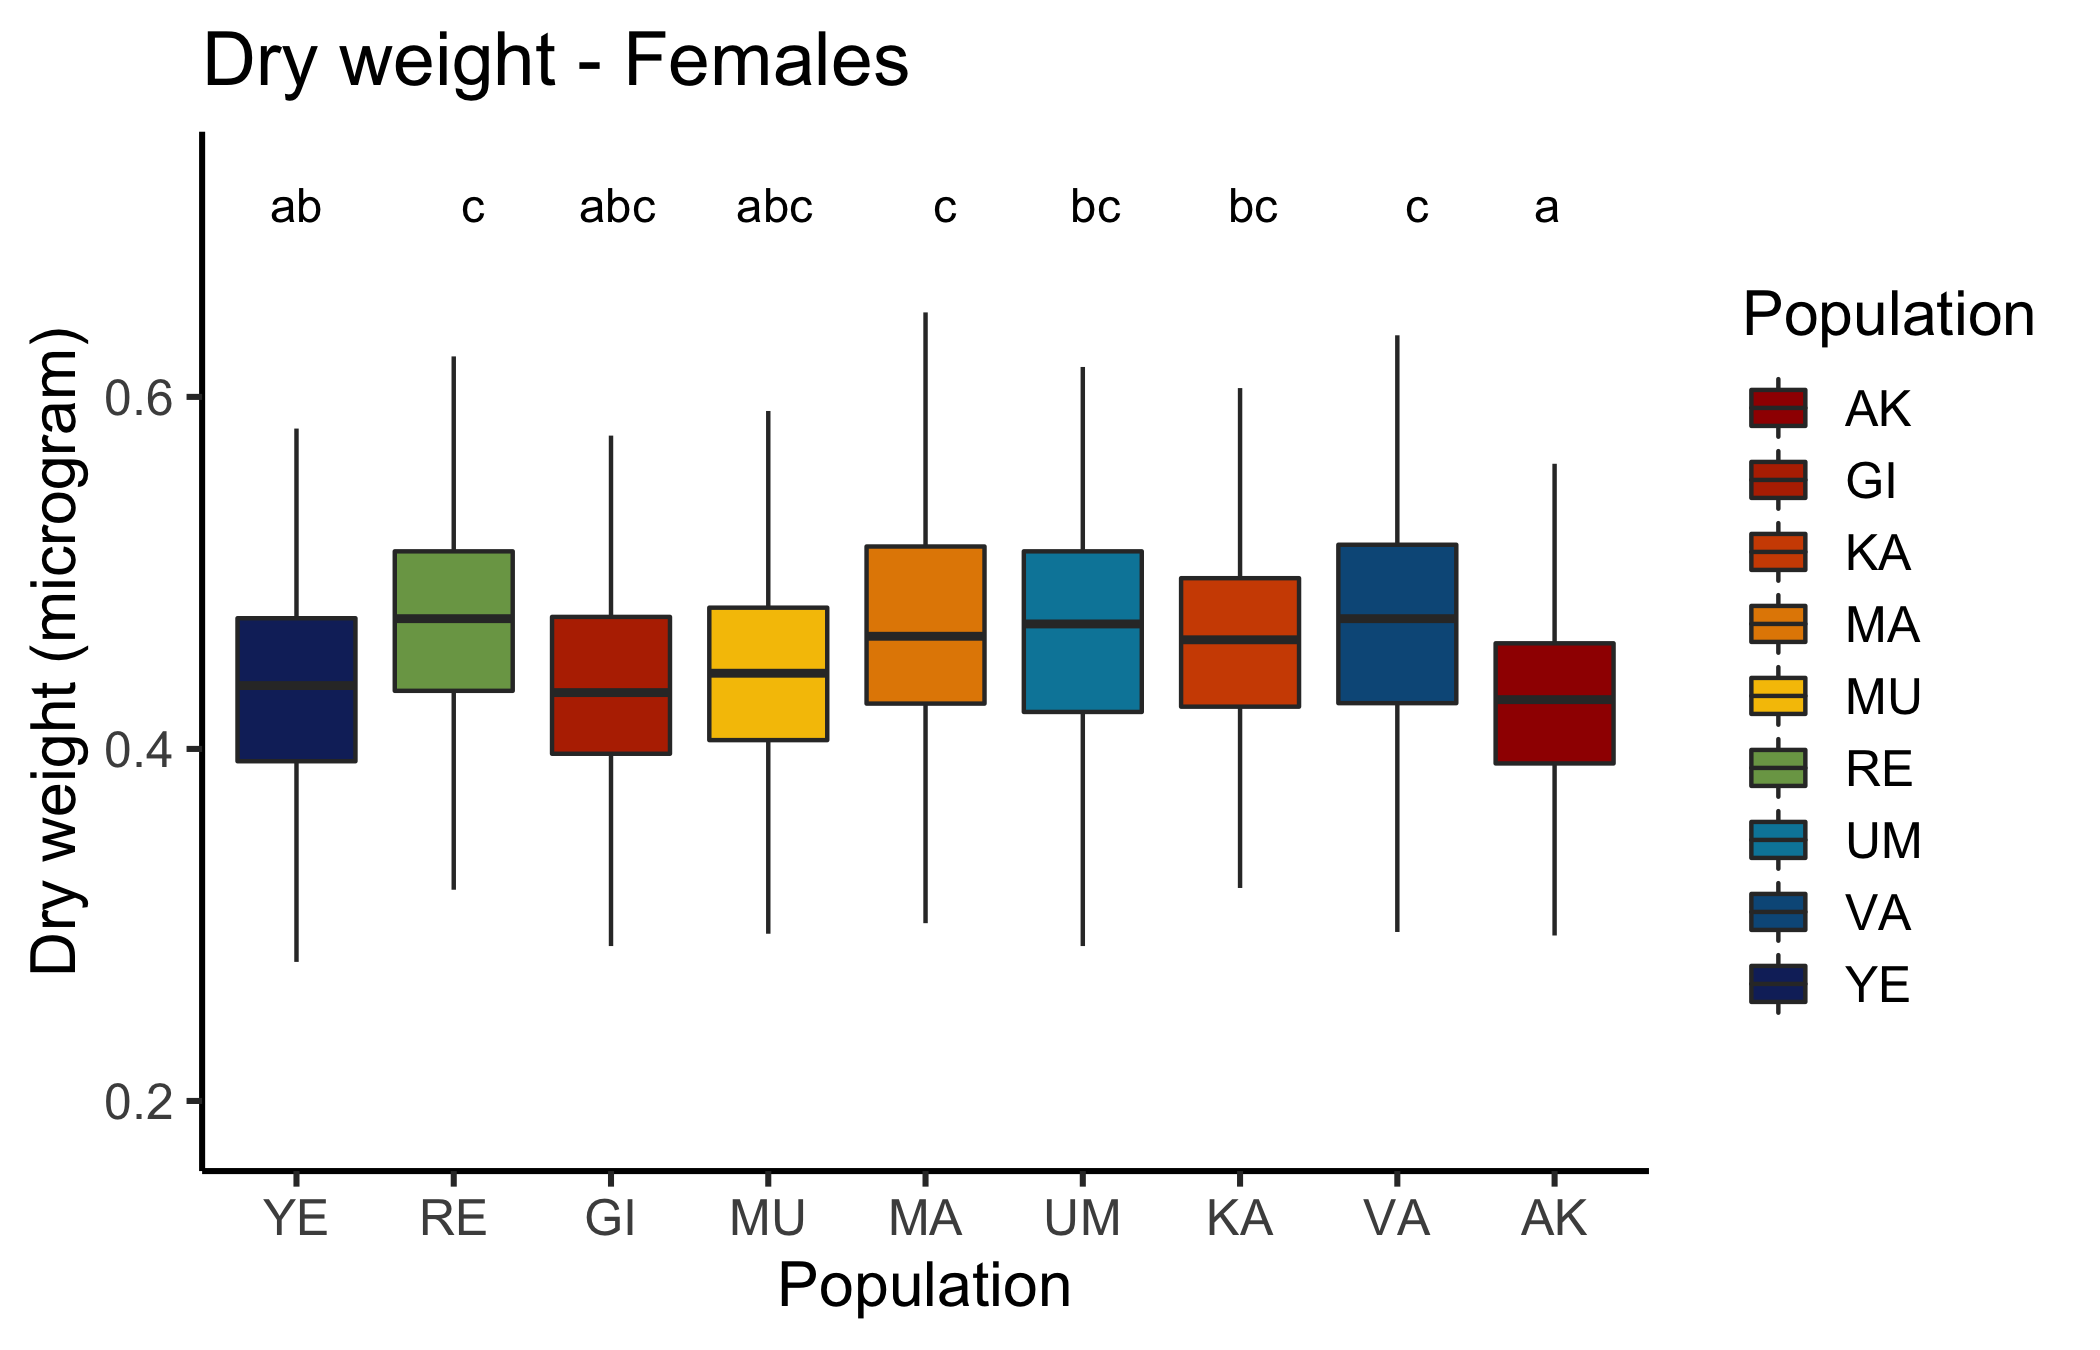 Dry weight - Females
ab c abc abc c bc bc c a
Dry weight (microgram)
0.6
0.4
0.2
YE RE GI MU MA UM KA VA AK
Population
Population
AK
GI
KA
MA
MU
RE
UM
VA
YE